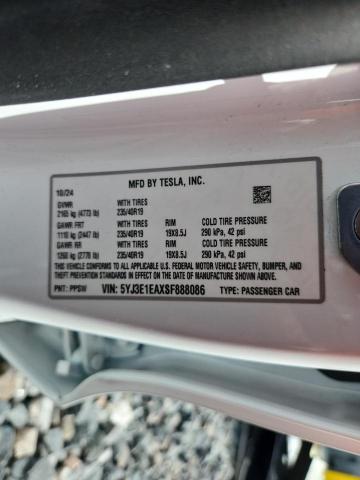 MFD BY TESLA, INC.
10/24
GVWR WITH TIRES
2165 kg (4773 lb) 235/40R19
GAWR FRT WITH TIRES RIM COLD TIRE PRESSURE
1110 kg (2447 lb) 235/40R19 19X8.5J 290 kPa, 42 psi
GAWR RR WITH TIRES RIM COLD TIRE PRESSURE
1260 kg (2778 lb) 235/40R19 19X8.5J 290 kPa, 42 psi
THIS VEHICLE CONFORMS TO ALL APPLICABLE U.S. FEDERAL MOTOR VEHICLE SAFETY, BUMPER, AND
THEFT PREVENTION STANDARDS IN EFFECT ON THE DATE OF MANUFACTURE SHOWN ABOVE.
PNT: PPSW VIN: 5YJ3E1EAXSF888086 TYPE: PASSENGER CAR